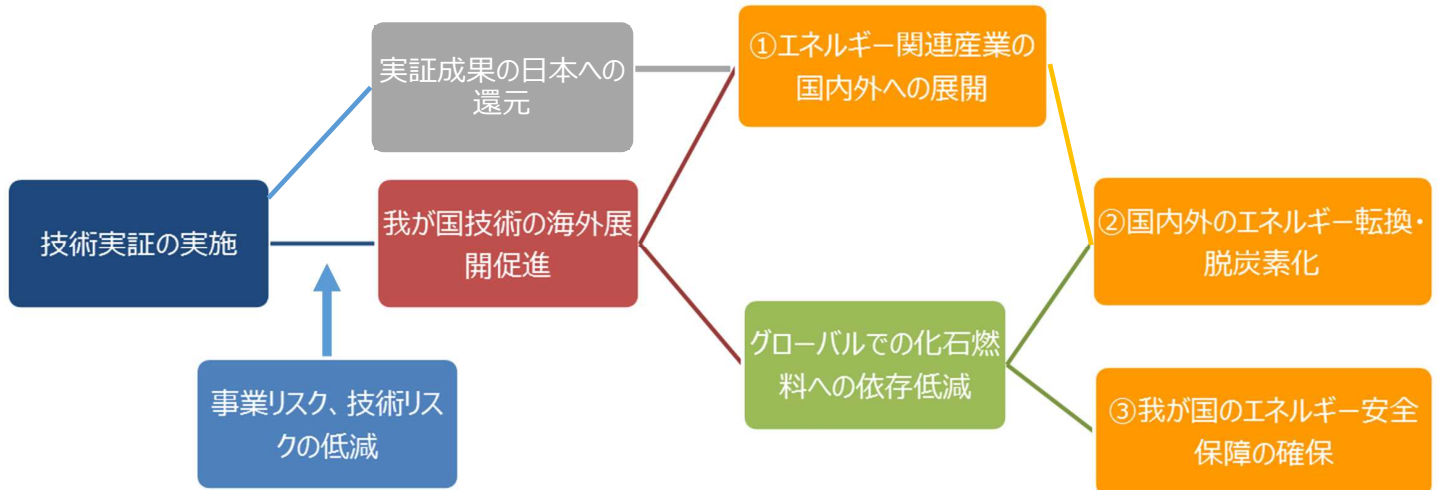 実証成果の日本への
還元
①エネルギー関連産業の
国内外への展開
技術実証の実施
我が国技術の海外展
開促進
②国内外のエネルギー転換・
脱炭素化
グローバルでの化石燃
料への依存低減
事業リスク、技術リス
クの低減
③我が国のエネルギー安全
保障の確保